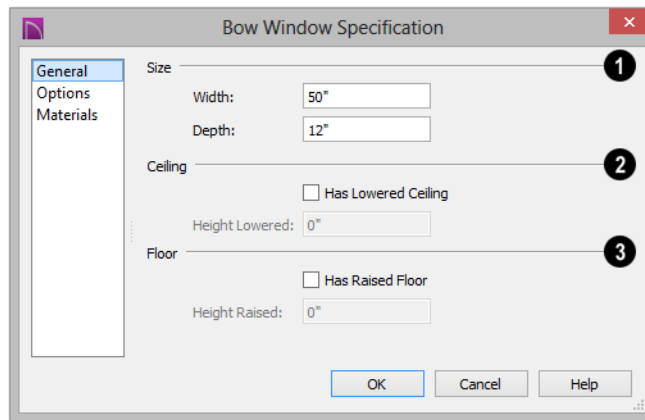 Bow Window Specification
General
Options
Materials
Size
1
Width: 50"
Depth: 12"
Ceiling
2
Has Lowered Ceiling
Height Lowered: 0"
Floor
3
Has Raised Floor
Height Raised: 0"
OK Cancel Help